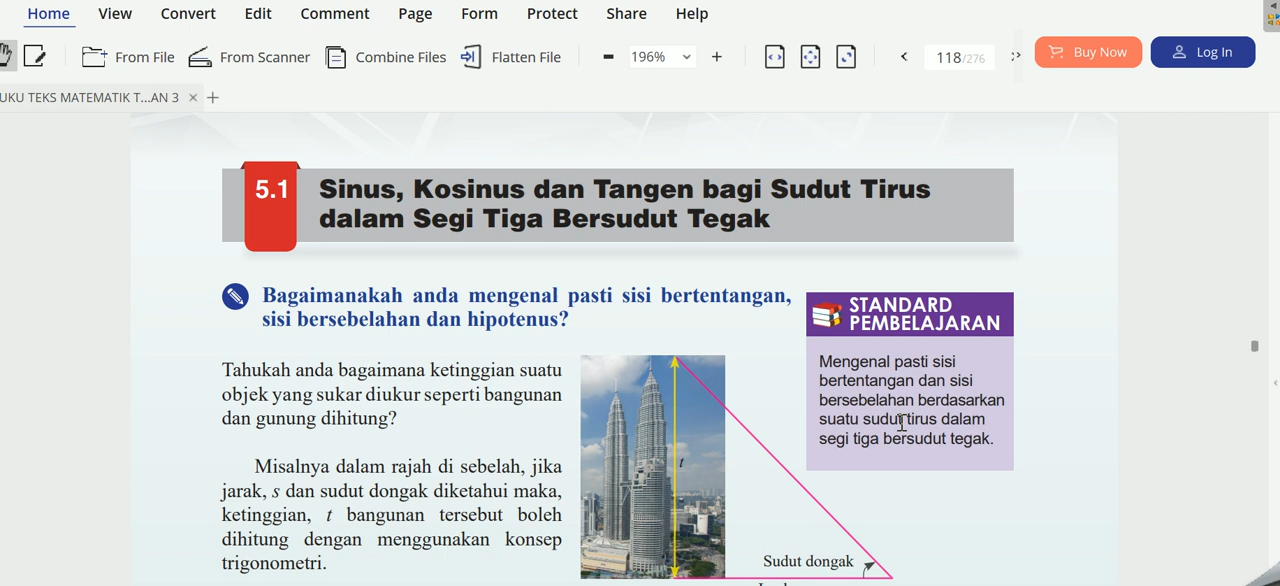 Home View Convert Edit Comment Page Form Protect Share Help
From File From Scanner Combine Files Flatten File 196% 118/276 Buy Now Log In
UKU TEKS MATEMATIK T...AN 3
5.1 Sinus, Kosinus dan Tangen bagi Sudut Tirus
dalam Segi Tiga Bersudut Tegak
Bagaimanakah anda mengenal pasti sisi bertentangan,
sisi bersebelahan dan hipotenus?
Tahukah anda bagaimana ketinggian suatu
objek yang sukar diukur seperti bangunan
dan gunung dihitung?
Misalnya dalam rajah di sebelah, jika
jarak, s dan sudut dongak diketahui maka,
ketinggian, t bangunan tersebut boleh
dihitung dengan menggunakan konsep
trigonometri.
t
Sudut dongak
STANDARD
PEMBELAJARAN
Mengenal pasti sisi
bertentangan dan sisi
bersebelahan berdasarkan
suatu sudut tirus dalam
segi tiga bersudut tegak.